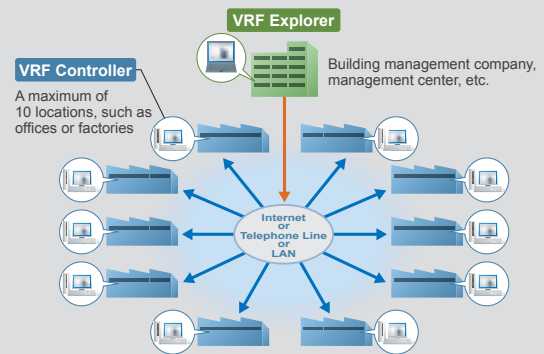 VRF Explorer
Building management company,
management center, etc.
VRF Controller
A maximum of
10 locations, such as
offices or factories
Internet
or
Telephone Line
or
LAN